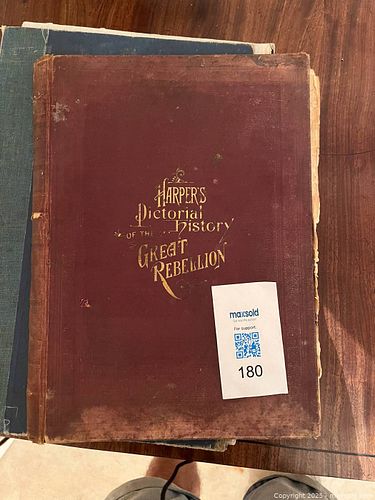 HARPER'S
Pictorial
OF THE History
GREAT
REBELLION
maxsold
For support
180